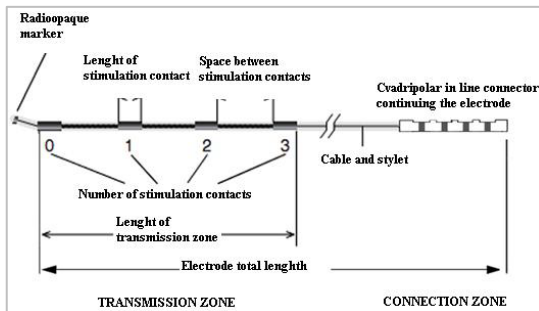 Radioopaque
marker
Lenght of
stimulation contact
Space between
stimulation contacts
Cvadripolar in line connector
continuing the electrode
0
1
2
3
Cable and stylet
Number of stimulation contacts
Lenght of
transmission zone
Electrode total lenghth
TRANSMISSION ZONE
CONNECTION ZONE